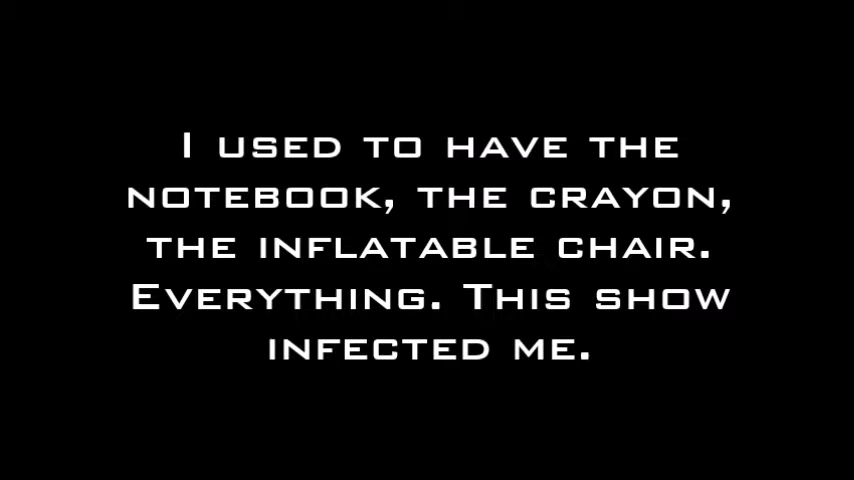 I USED TO HAVE THE
NOTEBOOK, THE CRAYON,
THE INFLATABLE CHAIR.
EVERYTHING. THIS SHOW
INFECTED ME.